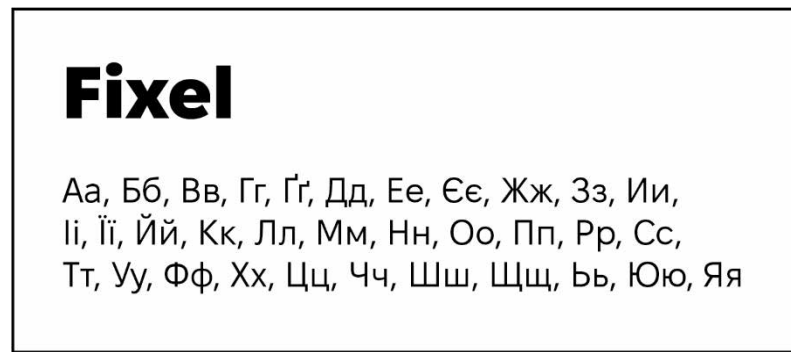 Fixel
Аа, Бб, Вв, Гг, Ґґ, Дд, Ее, Єє, Жж, Зз, Ии,
Іі, Її, Йй, Кк, Лл, Мм, Нн, Оо, Пп, Рр, Сс,
Тт, Уу, Фф, Хх, Цц, Чч, Шш, Щщ, Ьь, Юю, Яя